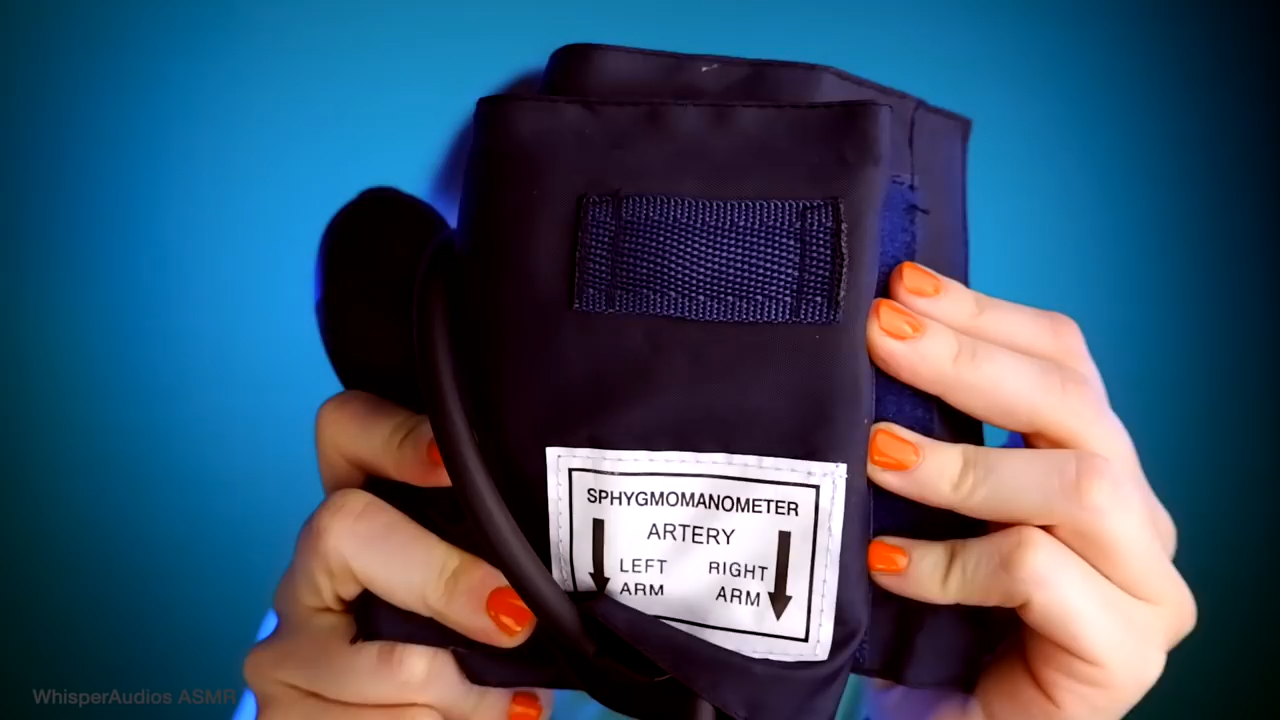 SPHYGMOMANOMETER
ARTERY
LEFT RIGHT
ARM ARM
WhisperAudios ASMR